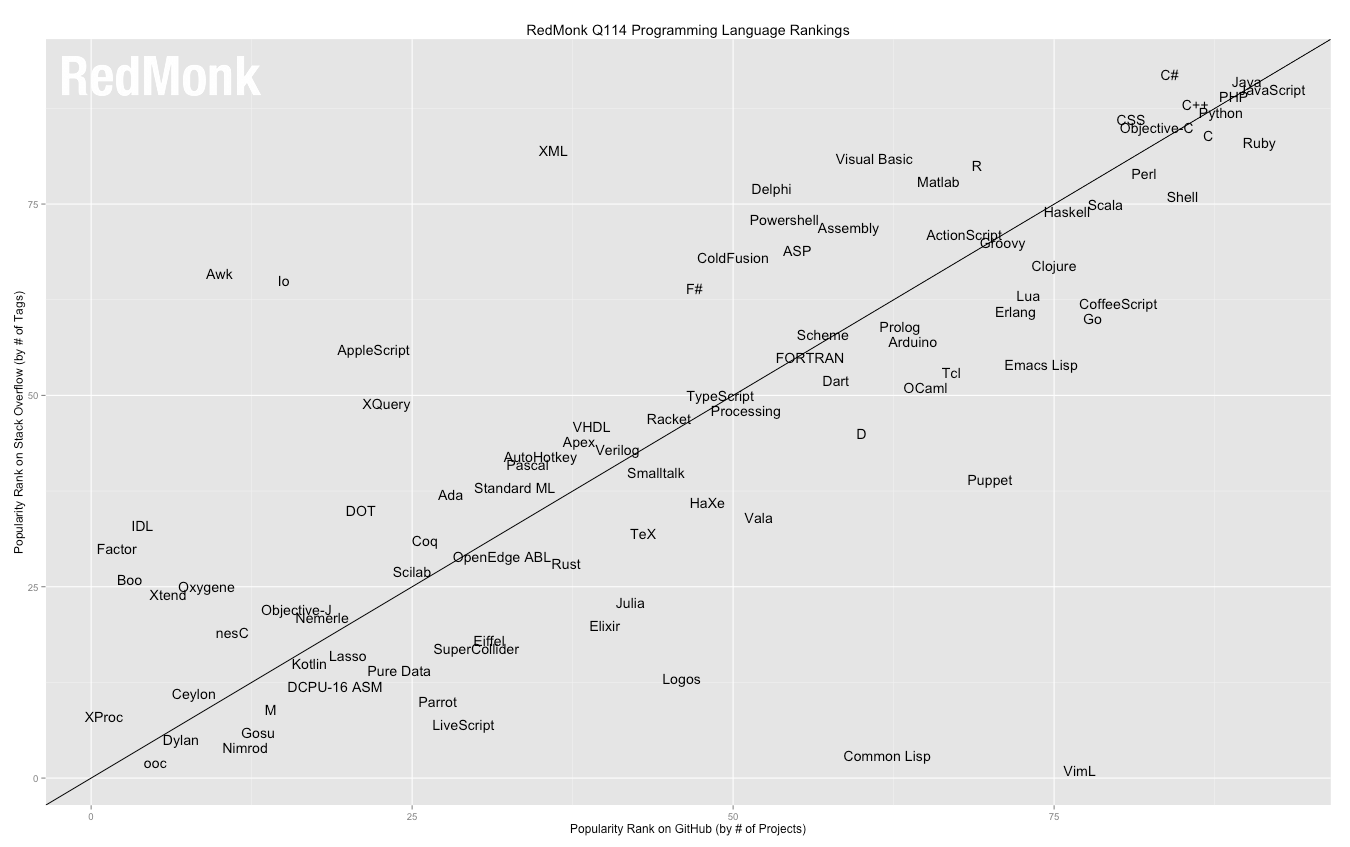 RedMonk Q114 Programming Language Rankings
RedMonk
C#
Java
JavaScript
PHP
C++
Python
CSS
Objective-C
C
Ruby
XML
Visual Basic
R
Perl
Matlab
Delphi
Shell
75
Scala
Haskell
Powershell
Assembly
ActionScript
Groovy
ASP
ColdFusion
Clojure
Awk
Io
F#
Lua
CoffeeScript
Erlang
Go
Prolog
Scheme
Arduino
AppleScript
FORTRAN
Emacs Lisp
Tcl
Dart
OCaml
50
TypeScript
XQuery
Processing
Racket
VHDL
D
Apex
Verilog
AutoHotkey
Pascal
Smalltalk
Puppet
Standard ML
Ada
HaXe
DOT
Vala
IDL
TeX
Coq
Factor
OpenEdge ABL
Rust
Scilab
Boo
25
Oxygene
Xtend
Julia
Objective-J
Nemerle
Elixir
nesC
Eiffel
SuperCollider
Lasso
Kotlin
Pure Data
Logos
DCPU-16 ASM
Ceylon
Parrot
M
XProc
LiveScript
Gosu
Dylan
Nimrod
Common Lisp
ooc
VimL
0
0
25
50
75
Popularity Rank on GitHub (by # of Projects)
Popularity Rank on Stack Overflow (by # of Tags)